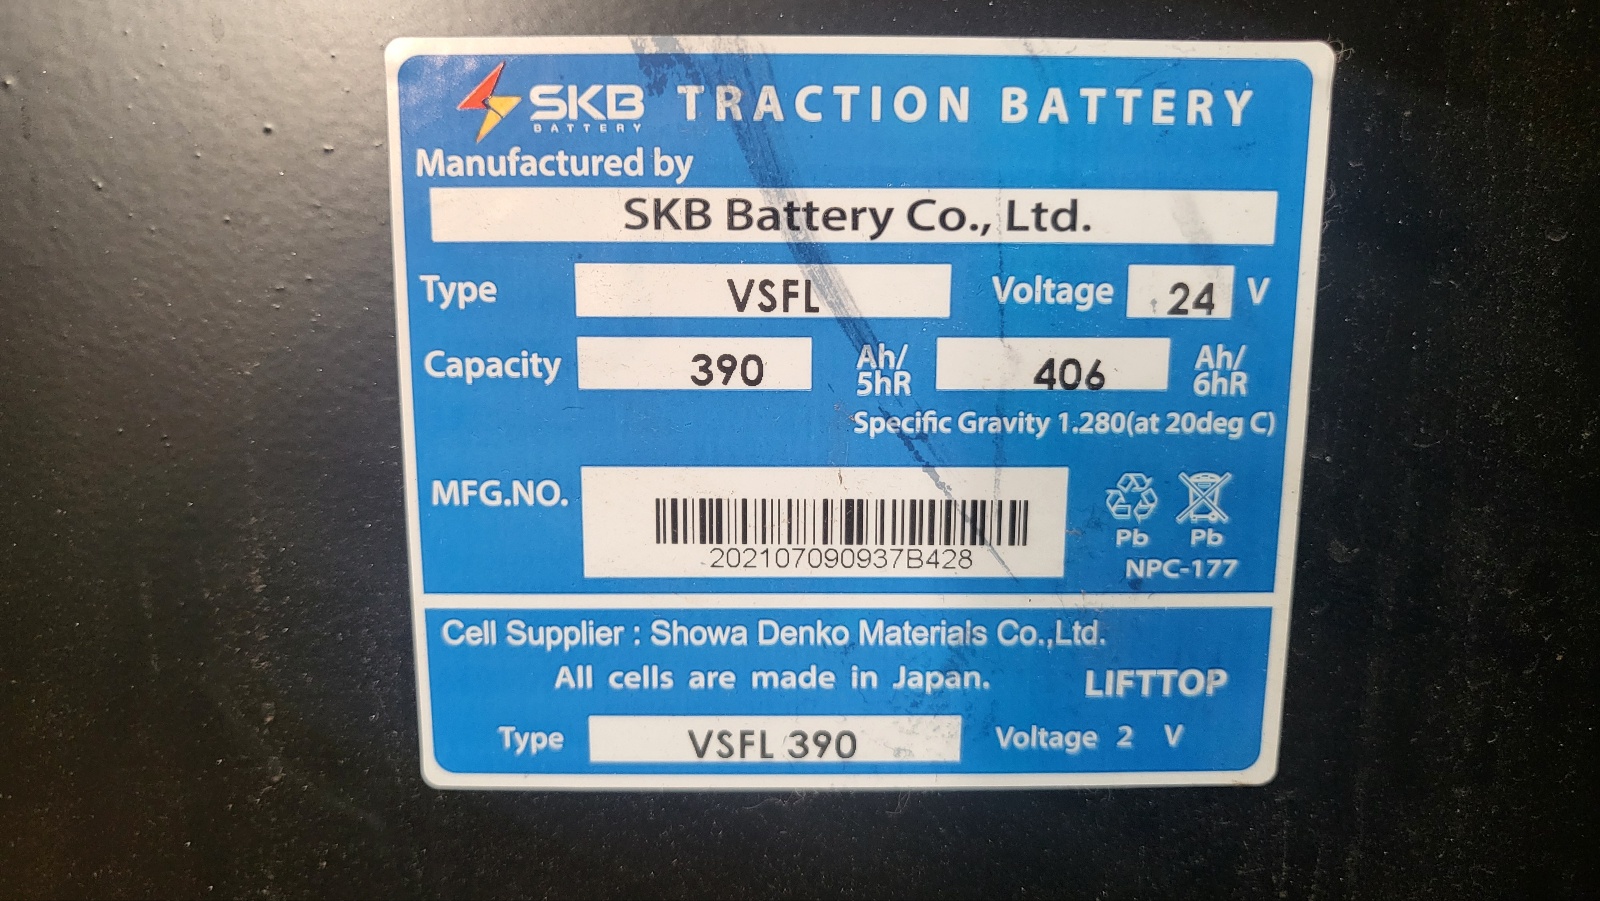 SKB BATTERY TRACTION BATTERY
Manufactured by
SKB Battery Co., Ltd.
Type VSFL Voltage 24 V
Capacity 390 Ah/5hR 406 Ah/6hR
Specific Gravity 1.280(at 20deg C)
MFG.NO. 202107090937B428
Pb Pb
NPC-177
Cell Supplier : Showa Denko Materials Co.,Ltd.
All cells are made in Japan. LIFTTOP
Type VSFL 390 Voltage 2 V